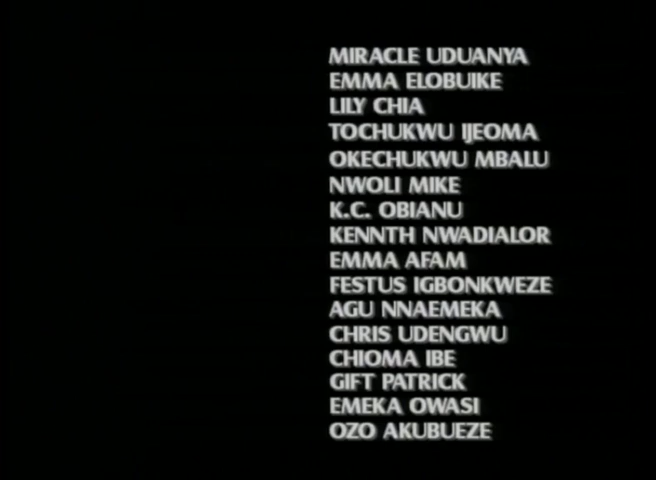 MIRACLE UDUANYA
EMMA ELOBUIKE
LILY CHIA
TOCHUKWU IJEOMA
OKECHUKWU MBALU
NWOLI MIKE
K.C. OBIANU
KENNTH NWADIALOR
EMMA AFAM
FESTUS IGBONKWEZE
AGU NNAEMEKA
CHRIS UDENGWU
CHIOMA IBE
GIFT PATRICK
EMEKA OWASI
OZO AKUBUEZE